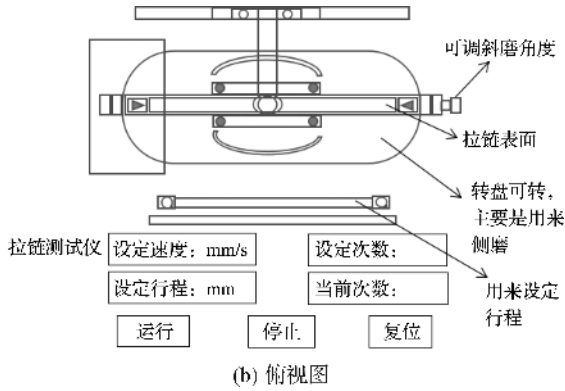 可调斜磨角度
拉链表面
转盘可转，
主要是用来
侧磨
拉链测试仪
设定速度：mm/s
设定次数：
设定行程：mm
当前次数：
用来设定
行程
运行
停止
复位
(b) 俯视图